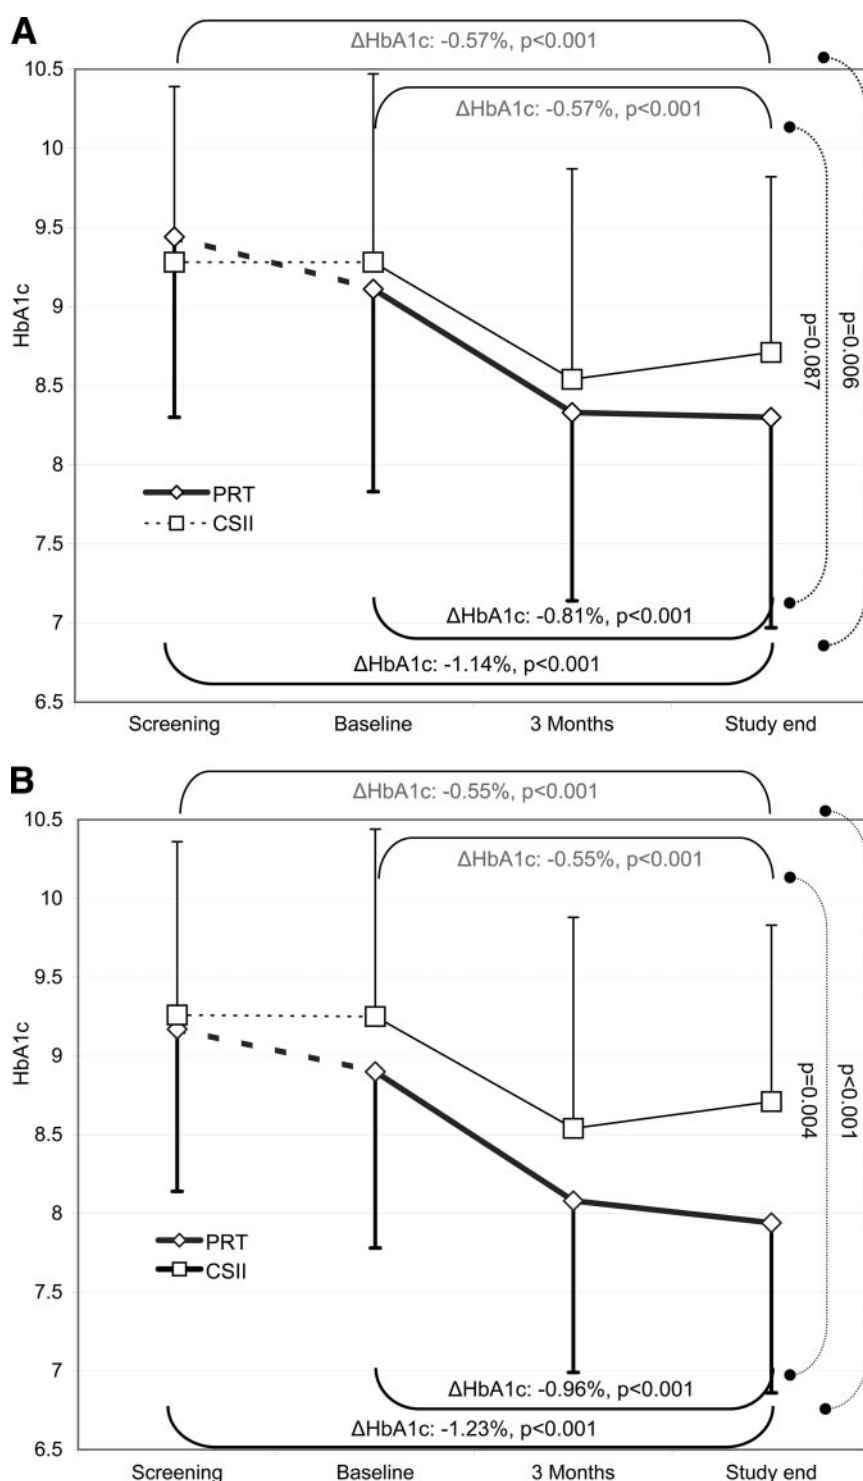 A
ΔHbA1c: -0.57%, p<0.001
10.5
ΔHbA1c: -0.57%, p<0.001
10
9.5
9
HbA1c
p=0.087
p=0.006
8.5
8
PRT
CSII
7.5
7
ΔHbA1c: -0.81%, p<0.001
ΔHbA1c: -1.14%, p<0.001
6.5
Screening Baseline 3 Months Study end
B
ΔHbA1c: -0.55%, p<0.001
10.5
ΔHbA1c: -0.55%, p<0.001
10
9.5
9
HbA1c
p=0.004
p<0.001
8.5
8
PRT
CSII
7.5
7
ΔHbA1c: -0.96%, p<0.001
ΔHbA1c: -1.23%, p<0.001
6.5
Screening Baseline 3 Months Study end